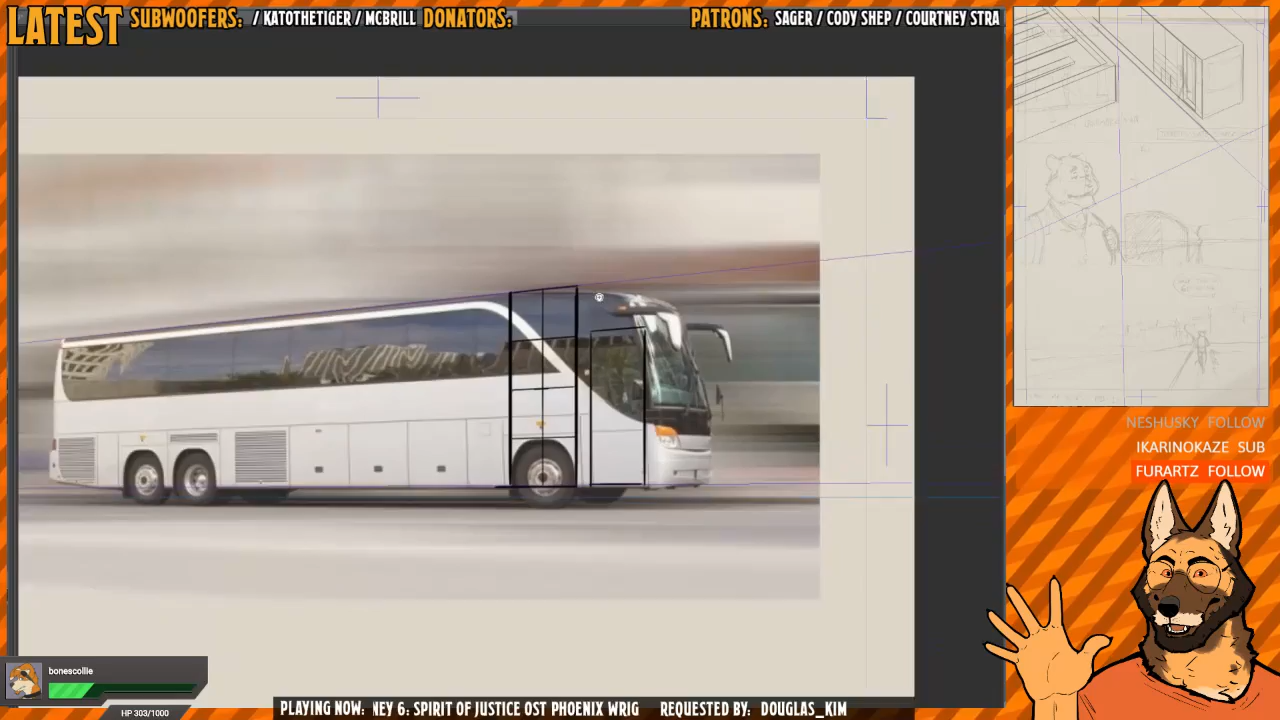 LATEST SUBWOOFERS: / KATOTHETIGER / MCBRILL DONATORS: PATRONS: SAGER / CODY SHEP / COURTNEY STRA
NESHUSKY FOLLOW
IKARINOKAZE SUB
FURARTZ FOLLOW
bonescollie
HP 303/1000
PLAYING NOW: NEY 6: SPIRIT OF JUSTICE OST PHOENIX WRIG REQUESTED BY: DOUGLAS_KIM